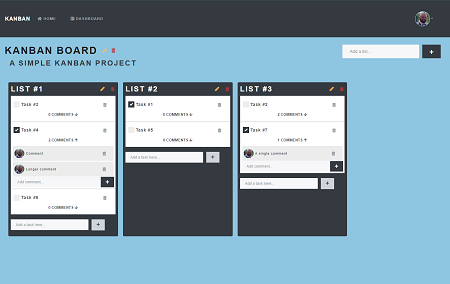 KANBAN HOME DASHBOARD
KANBAN BOARD
A SIMPLE KANBAN PROJECT
Add a list... +
LIST #1
Task #3
0 COMMENTS
Task #4
2 COMMENTS
Comment
Longer comment
Add comment... +
Task #6
0 COMMENTS
Add a task here... +
LIST #2
Task #1
0 COMMENTS
Task #5
0 COMMENTS
Add a task here... +
LIST #3
Task #2
2 COMMENTS
Task #7
1 COMMENTS
A single comment
Add comment... +
Add a task here... +